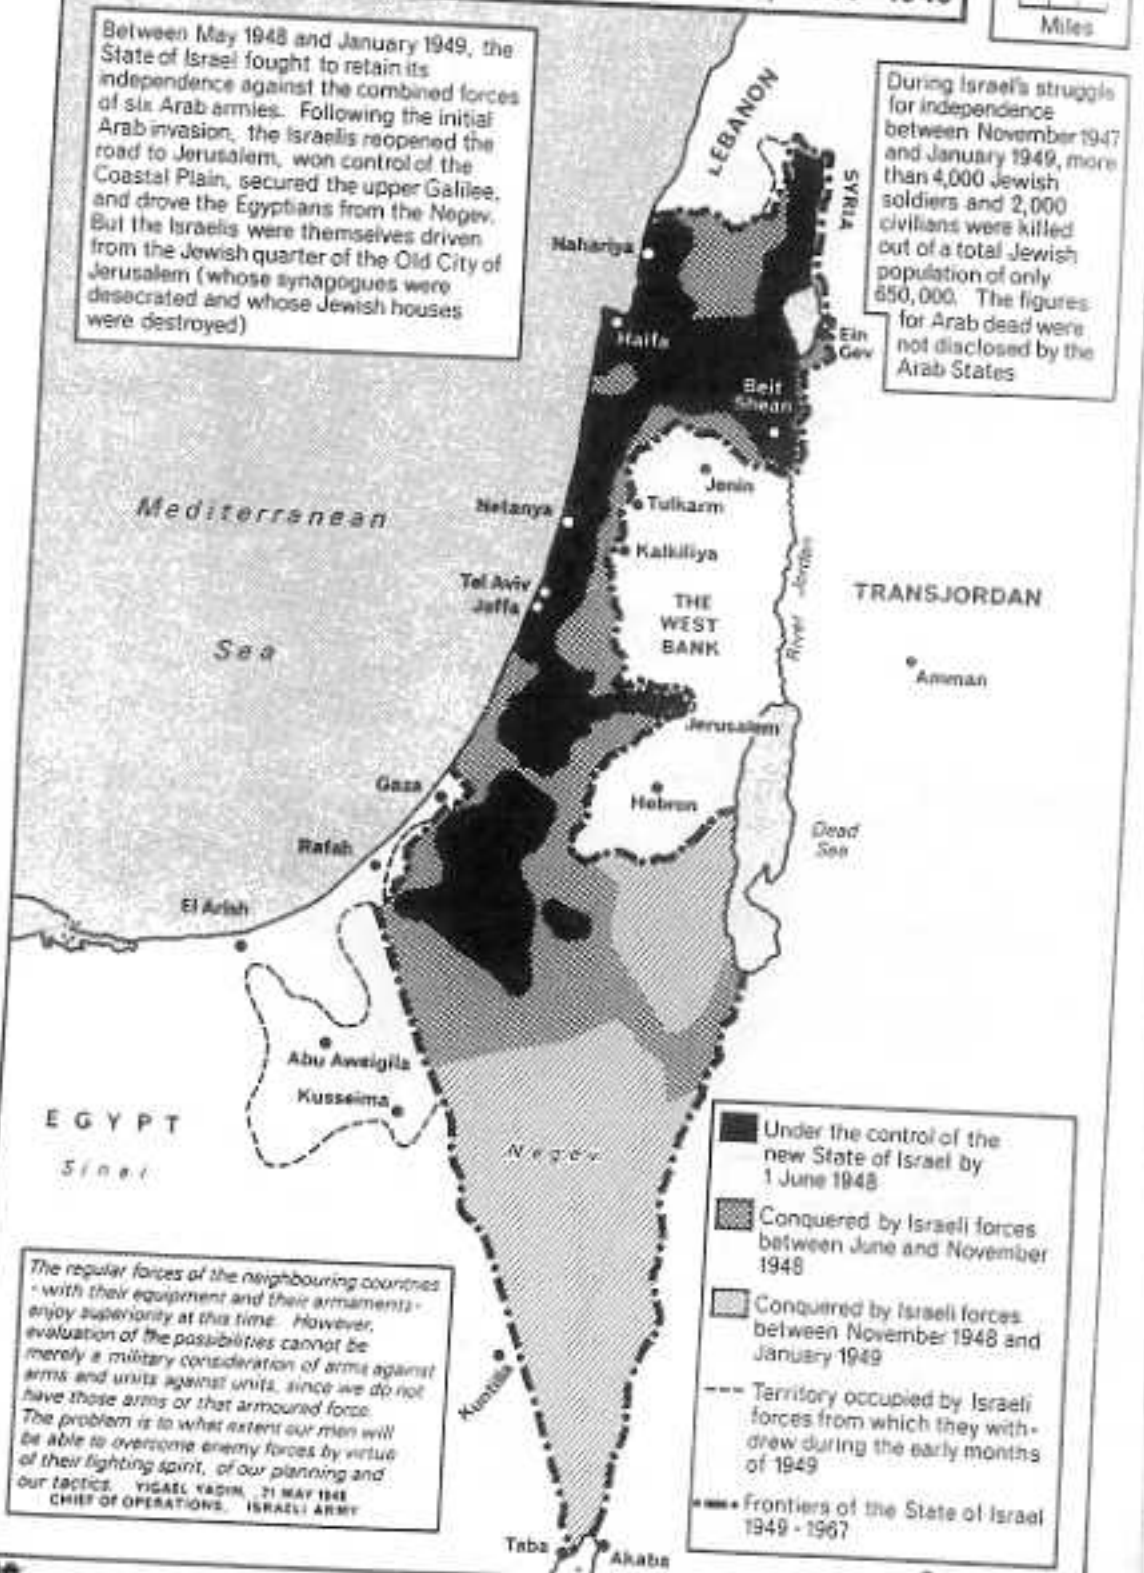 Miles
Between May 1948 and January 1949, the
State of Israel fought to retain its
independence against the combined forces
of six Arab armies. Following the initial
Arab invasion, the Israelis reopened the
road to Jerusalem, won control of the
Coastal Plain, secured the upper Galilee,
and drove the Egyptians from the Negev.
But the Israelis were themselves driven
from the Jewish quarter of the Old City of
Jerusalem (whose synagogues were
desecrated and whose Jewish houses
were destroyed)
During Israel's struggle
for independence
between November 1947
and January 1949, more
than 4,000 Jewish
soldiers and 2,000
civilians were killed
out of a total Jewish
population of only
650,000. The figures
for Arab dead were
not disclosed by the
Arab States
LEBANON
SYRIA
Nahariya
Haifa
Ein
Gev
Beit
Shean
Jenin
Mediterranean
Sea
Netanya
Tulkarm
Kalkiliya
Tel Aviv
Jaffa
THE
WEST
BANK
River Jordan
TRANSJORDAN
Amman
Jerusalem
Gaza
Hebron
Dead
Sea
Rafah
El Arish
Abu Aweigila
Kusseima
EGYPT
Sinai
Negev
Kuntilla
Taba
Akaba
Under the control of the
new State of Israel by
1 June 1948
Conquered by Israeli forces
between June and November
1948
Conquered by Israeli forces
between November 1948 and
January 1949
Territory occupied by Israeli
forces from which they with-
drew during the early months
of 1949
Frontiers of the State of Israel
1949 - 1967
The regular forces of the neighbouring countries
- with their equipment and their armaments -
enjoy superiority at this time. However,
evaluation of the possibilities cannot be
merely a military consideration of arms against
arms and units against units, since we do not
have those arms or that armoured force.
The problem is to what extent our men will
be able to overcome enemy forces by virtue
of their fighting spirit, of our planning and
our tactics. YIGAEL YADIN, 21 MAY 1948
CHIEF OF OPERATIONS, ISRAELI ARMY